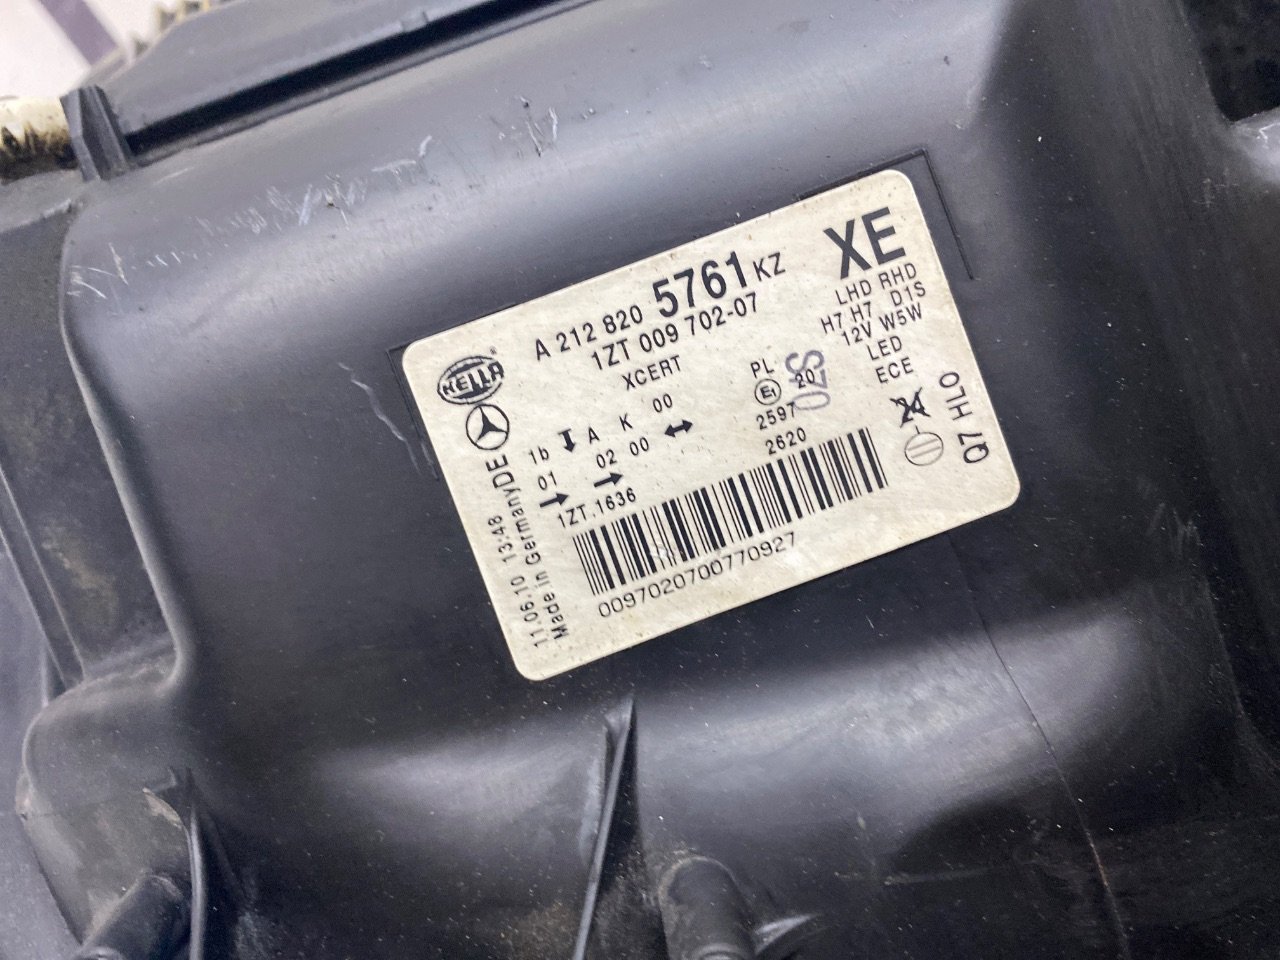 A 212 820 5761 KZ
1ZT 009 702-07
XCERT
XE
LHD RHD
H7 H7 D1S
12V W5W
LED
ECE
HELLA
1b A K 00
01 02 00
1ZT.1636
PL
E1 20
2597
2620
Q7 HLO
DE
11.06.10 13:48
Made in Germany
00970200700770927